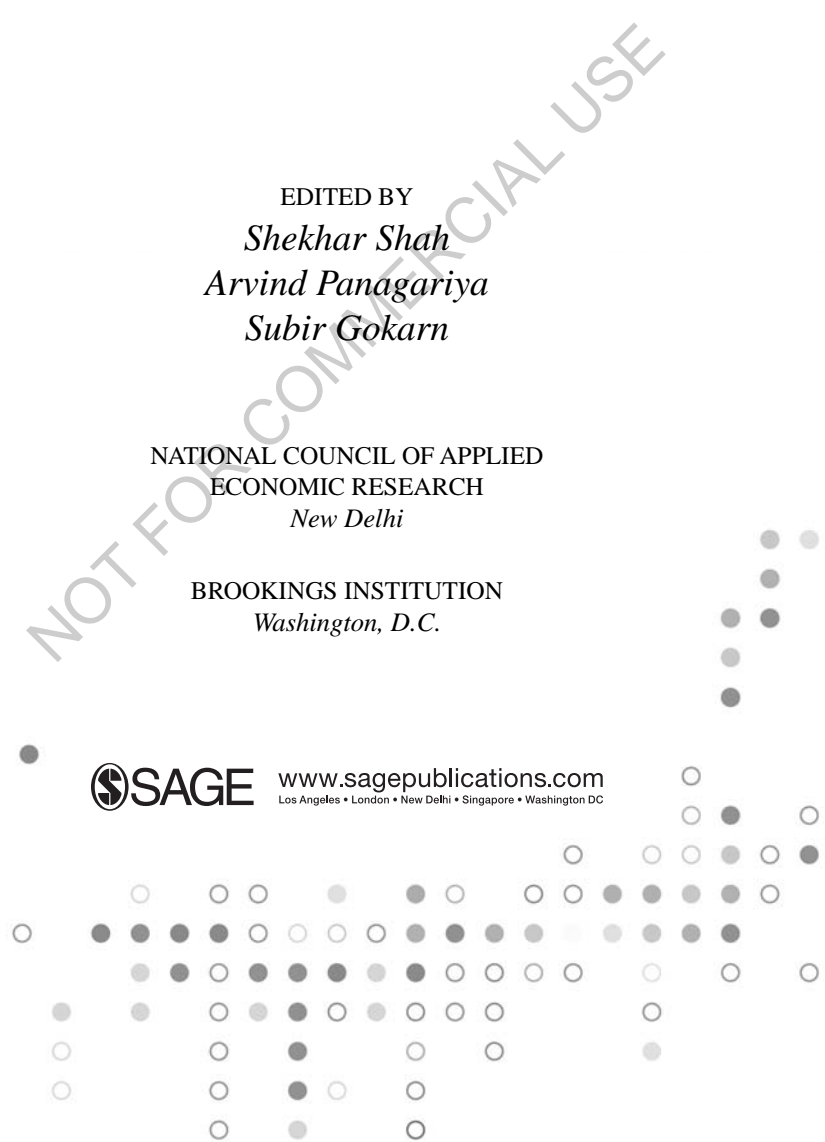 EDITED BY
Shekhar Shah
Arvind Panagariya
Subir Gokarn
NATIONAL COUNCIL OF APPLIED
ECONOMIC RESEARCH
New Delhi
BROOKINGS INSTITUTION
Washington, D.C.
NOT FOR COMMERCIAL USE
SAGE www.sagepublications.com
Los Angeles • London • New Delhi • Singapore • Washington DC